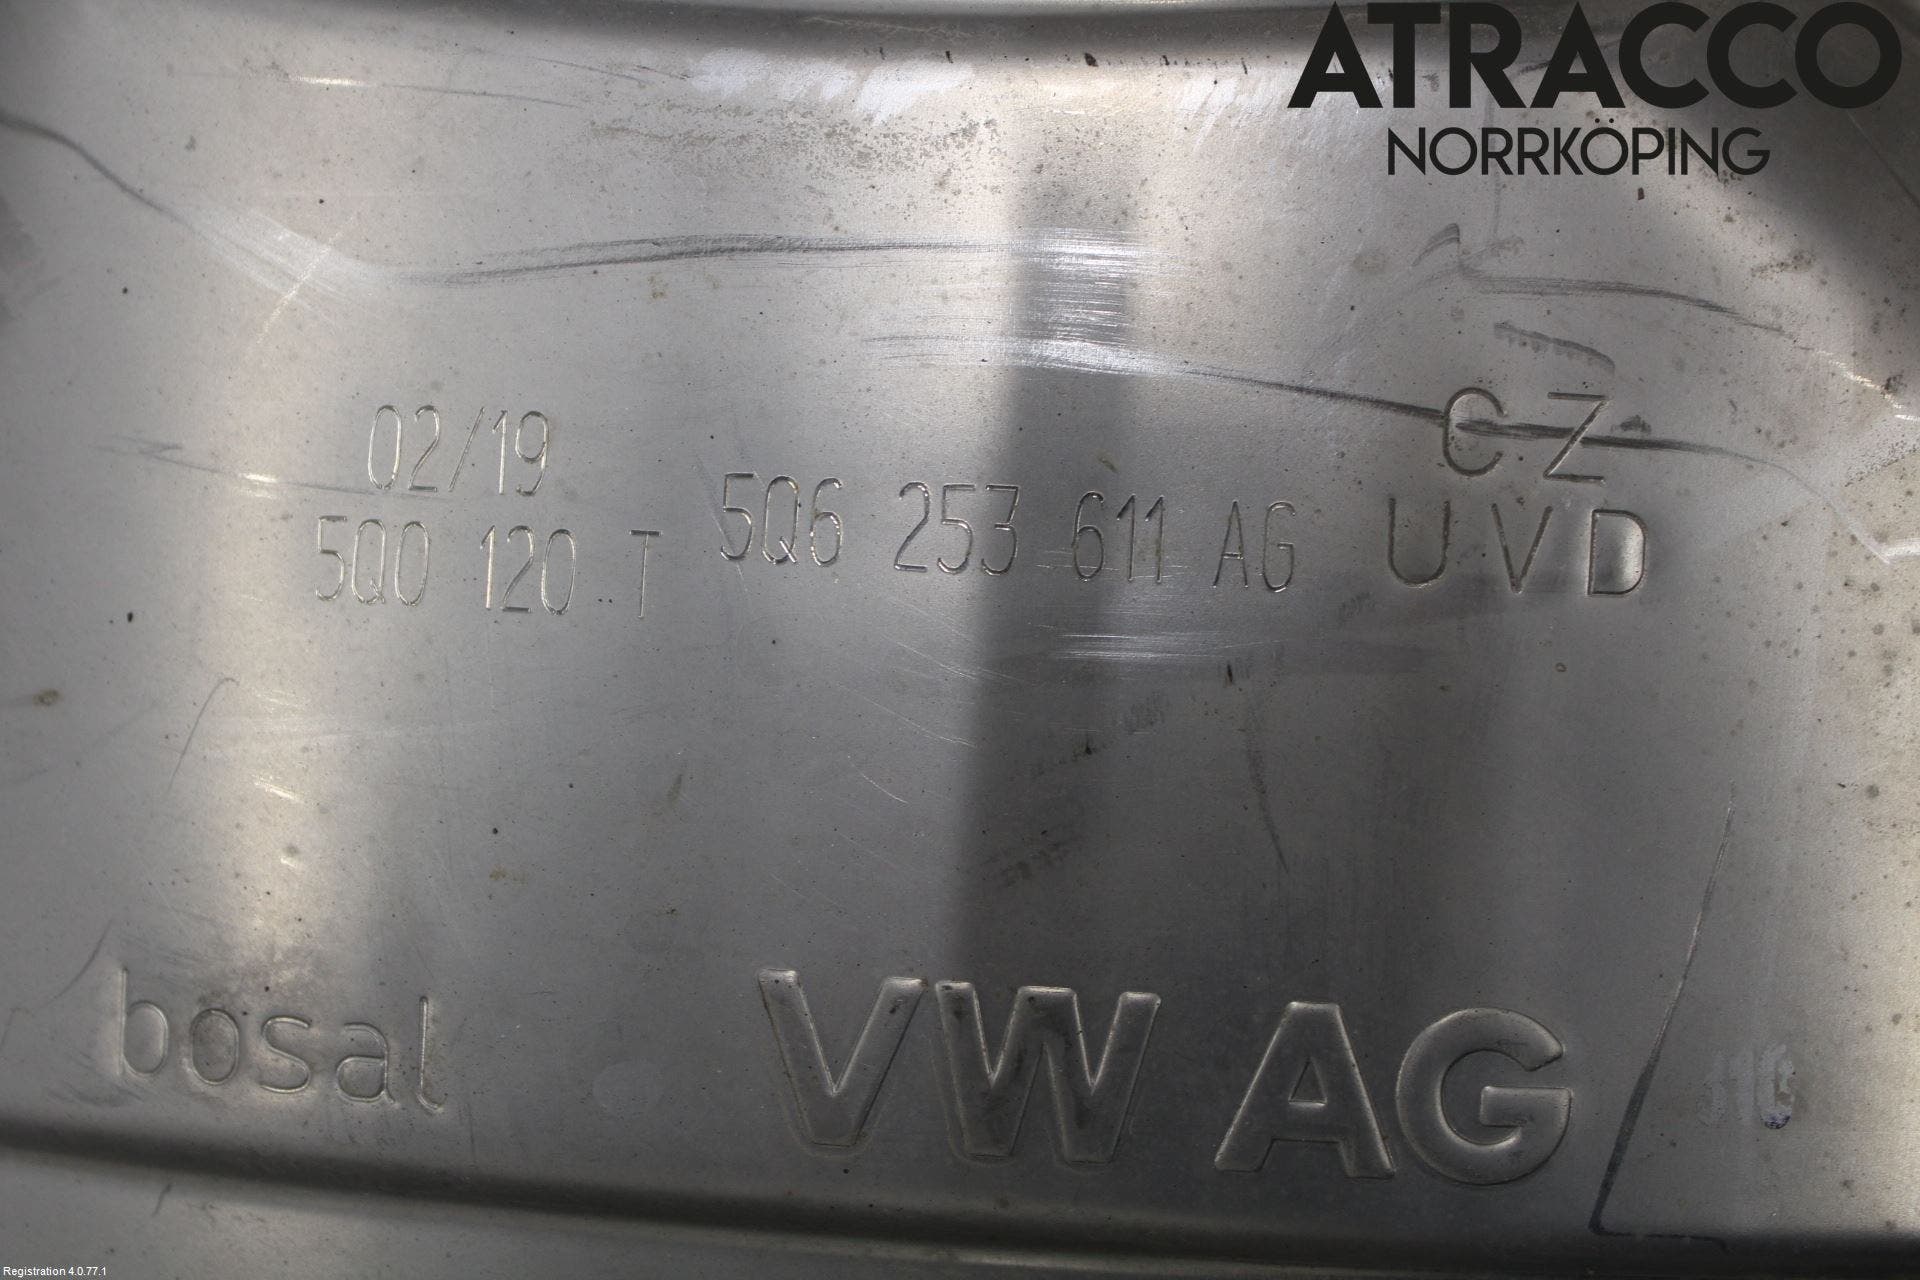 ATRACCO
NORRKÖPING
02/19
5Q0 120 T
5Q6 253 611 AG
CZ
UVD
bosal
VW AG
Registration 4.0.77.1